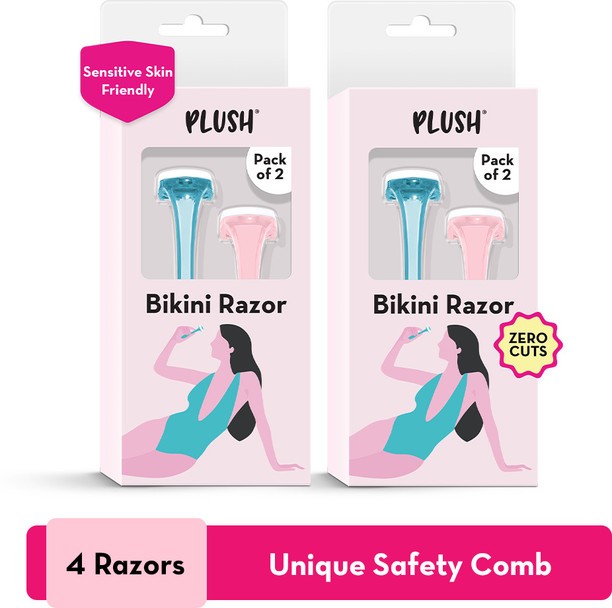 Sensitive Skin
Friendly
PLUSH®
Pack
of 2
Bikini Razor
PLUSH®
Pack
of 2
Bikini Razor
ZERO
CUTS
4 Razors
Unique Safety Comb